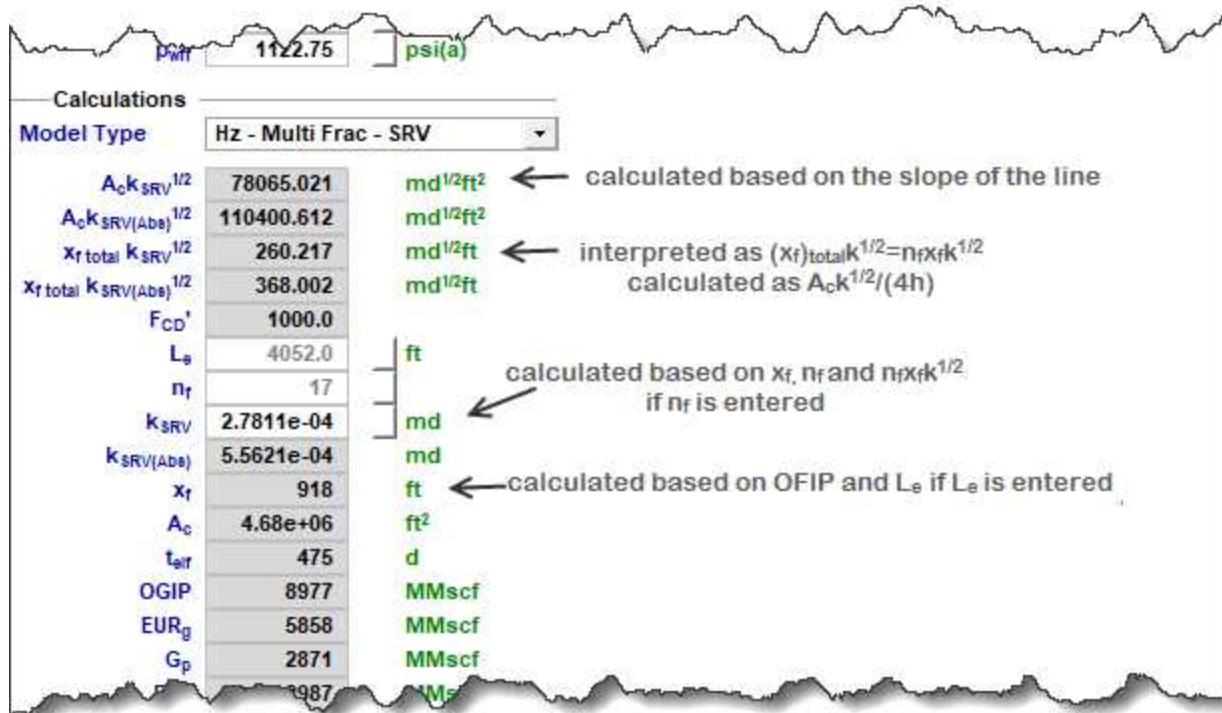 pwff 1122.75 psi(a)
Calculations
Model Type Hz - Multi Frac - SRV
AckSRV1/2 78065.021 md1/2ft2 calculated based on the slope of the line
AckSRV(Abs)1/2 110400.612 md1/2ft2
xf total kSRV1/2 260.217 md1/2ft interpreted as (xf)totalk1/2=nfxfk1/2
xf total kSRV(Abs)1/2 368.002 md1/2ft calculated as Ack1/2/(4h)
FCD' 1000.0
Le 4052.0 ft
nf 17 calculated based on xf, nf and nfxfk1/2
if nf is entered
kSRV 2.7811e-04 md
kSRV(Abs) 5.5621e-04 md
xf 918 ft calculated based on OFIP and Le if Le is entered
Ac 4.68e+06 ft2
telf 475 d
OGIP 8977 MMscf
EURg 5858 MMscf
Gp 2871 MMscf